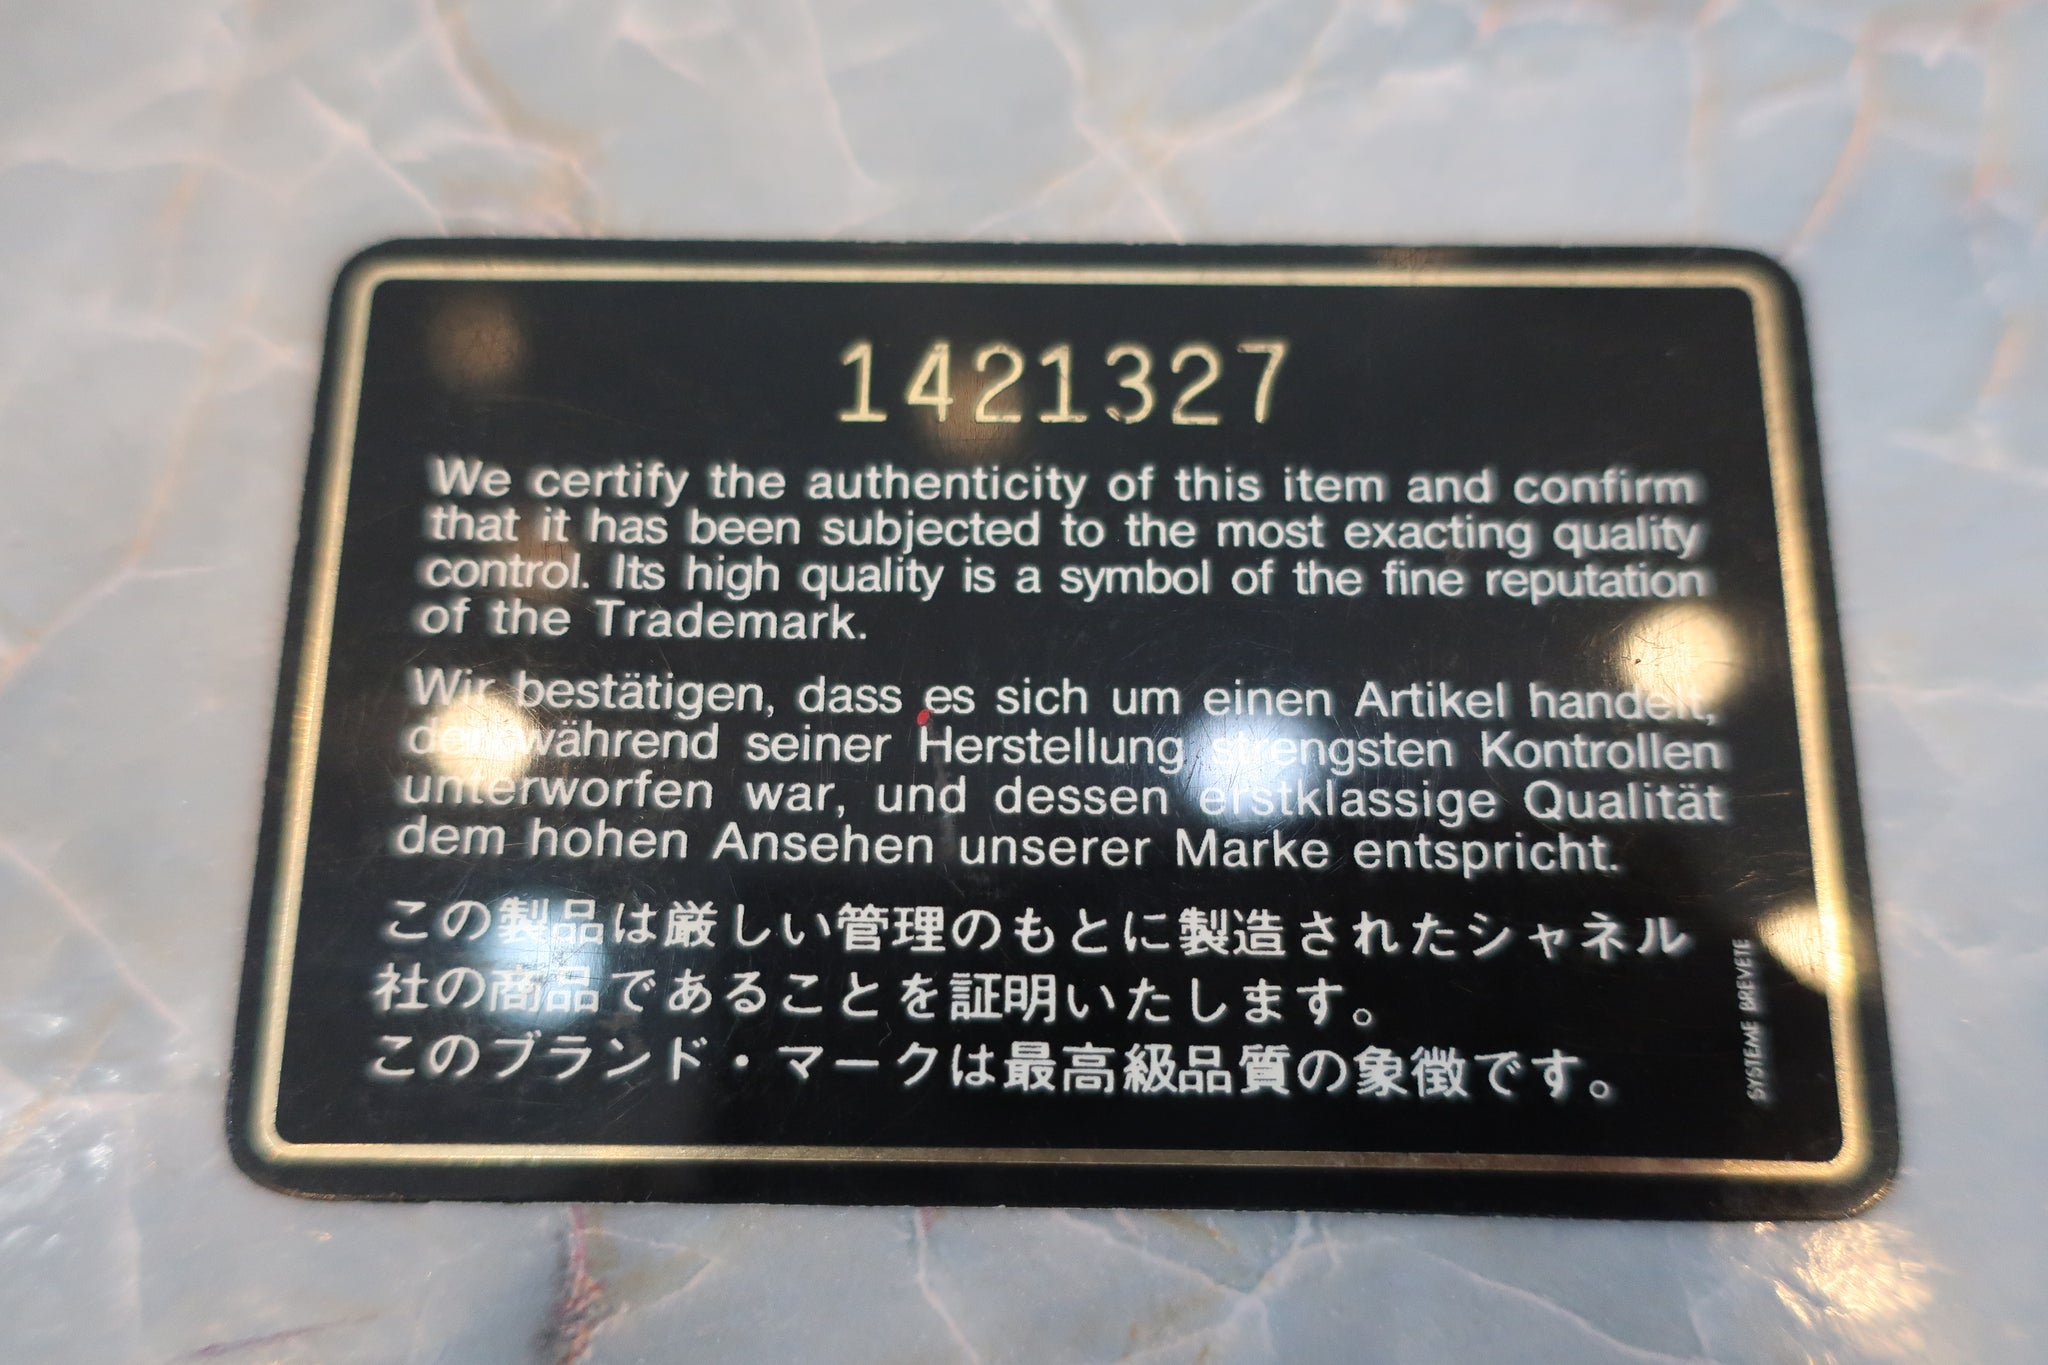 1421327
We certify the authenticity of this item and confirm
that it has been subjected to the most exacting quality
control. Its high quality is a symbol of the fine reputation
of the Trademark.
Wir bestätigen, dass es sich um einen Artikel handelt,
der während seiner Herstellung strengsten Kontrollen
unterworfen war, und dessen erstklassige Qualität
dem hohen Ansehen unserer Marke entspricht.
この製品は厳しい管理のもとに製造されたシャネル
社の商品であることを証明いたします。
このブランド・マークは最高級品質の象徴です。
SYSTEME BREVETE